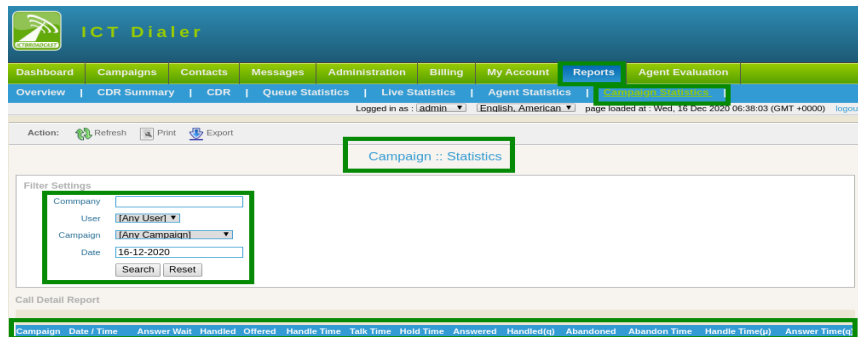 ICTBROADCAST
ICT Dialer
Dashboard Campaigns Contacts Messages Administration Billing My Account Reports Agent Evaluation
Overview | CDR Summary | CDR | Queue Statistics | Live Statistics | Agent Statistics | Campaign Statistics |
Logged in as : admin English, American page loaded at : Wed, 16 Dec 2020 06:38:03 (GMT +0000) logou
Action: Refresh Print Export
Campaign :: Statistics
Filter Settings
Commpany
User [Any User]
Campaign [Any Campaign]
Date 16-12-2020
Search Reset
Call Detail Report
Campaign Date / Time Answer Wait Handled Offered Handle Time Talk Time Hold Time Answered Handled(q) Abandoned Abandon Time Handle Time(μ) Answer Time(q)